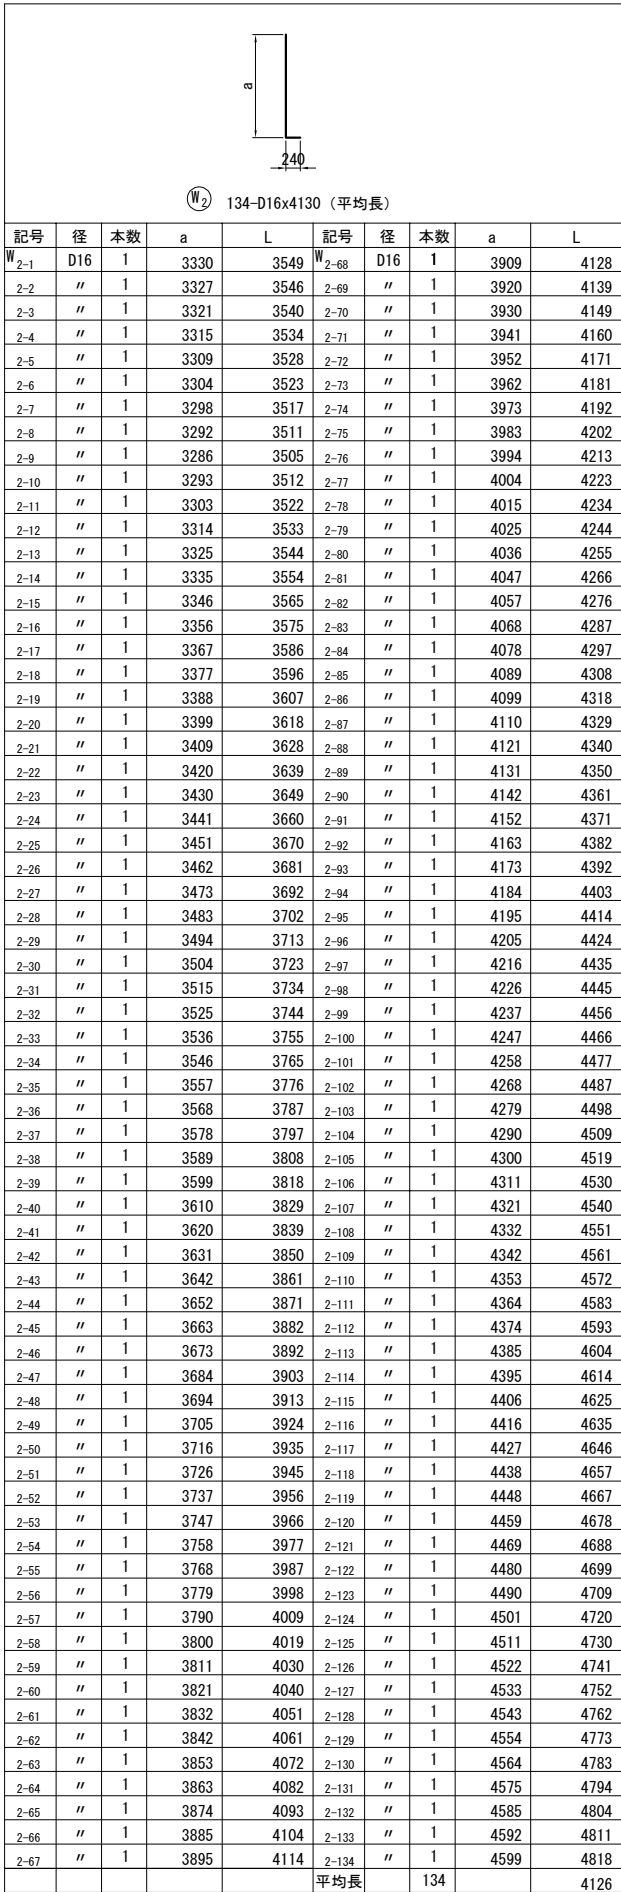 a
240
W2 134-D16x4130 (平均長)
記号 径 本数 a L 記号 径 本数 a L
W2-1 D16 1 3330 3549 W2-68 D16 1 3909 4128
2-2 〃 1 3327 3546 2-69 〃 1 3920 4139
2-3 〃 1 3321 3540 2-70 〃 1 3930 4149
2-4 〃 1 3315 3534 2-71 〃 1 3941 4160
2-5 〃 1 3309 3528 2-72 〃 1 3952 4171
2-6 〃 1 3304 3523 2-73 〃 1 3962 4181
2-7 〃 1 3298 3517 2-74 〃 1 3973 4192
2-8 〃 1 3292 3511 2-75 〃 1 3983 4202
2-9 〃 1 3286 3505 2-76 〃 1 3994 4213
2-10 〃 1 3293 3512 2-77 〃 1 4004 4223
2-11 〃 1 3303 3522 2-78 〃 1 4015 4234
2-12 〃 1 3314 3533 2-79 〃 1 4025 4244
2-13 〃 1 3325 3544 2-80 〃 1 4036 4255
2-14 〃 1 3335 3554 2-81 〃 1 4047 4266
2-15 〃 1 3346 3565 2-82 〃 1 4057 4276
2-16 〃 1 3356 3575 2-83 〃 1 4068 4287
2-17 〃 1 3367 3586 2-84 〃 1 4078 4297
2-18 〃 1 3377 3596 2-85 〃 1 4089 4308
2-19 〃 1 3388 3607 2-86 〃 1 4099 4318
2-20 〃 1 3399 3618 2-87 〃 1 4110 4329
2-21 〃 1 3409 3628 2-88 〃 1 4121 4340
2-22 〃 1 3420 3639 2-89 〃 1 4131 4350
2-23 〃 1 3430 3649 2-90 〃 1 4142 4361
2-24 〃 1 3441 3660 2-91 〃 1 4152 4371
2-25 〃 1 3451 3670 2-92 〃 1 4163 4382
2-26 〃 1 3462 3681 2-93 〃 1 4173 4392
2-27 〃 1 3473 3692 2-94 〃 1 4184 4403
2-28 〃 1 3483 3702 2-95 〃 1 4195 4414
2-29 〃 1 3494 3713 2-96 〃 1 4205 4424
2-30 〃 1 3504 3723 2-97 〃 1 4216 4435
2-31 〃 1 3515 3734 2-98 〃 1 4226 4445
2-32 〃 1 3525 3744 2-99 〃 1 4237 4456
2-33 〃 1 3536 3755 2-100 〃 1 4247 4466
2-34 〃 1 3546 3765 2-101 〃 1 4258 4477
2-35 〃 1 3557 3776 2-102 〃 1 4268 4487
2-36 〃 1 3568 3787 2-103 〃 1 4279 4498
2-37 〃 1 3578 3797 2-104 〃 1 4290 4509
2-38 〃 1 3589 3808 2-105 〃 1 4300 4519
2-39 〃 1 3599 3818 2-106 〃 1 4311 4530
2-40 〃 1 3610 3829 2-107 〃 1 4321 4540
2-41 〃 1 3620 3839 2-108 〃 1 4332 4551
2-42 〃 1 3631 3850 2-109 〃 1 4342 4561
2-43 〃 1 3642 3861 2-110 〃 1 4353 4572
2-44 〃 1 3652 3871 2-111 〃 1 4364 4583
2-45 〃 1 3663 3882 2-112 〃 1 4374 4593
2-46 〃 1 3673 3892 2-113 〃 1 4385 4604
2-47 〃 1 3684 3903 2-114 〃 1 4395 4614
2-48 〃 1 3694 3913 2-115 〃 1 4406 4625
2-49 〃 1 3705 3924 2-116 〃 1 4416 4635
2-50 〃 1 3716 3935 2-117 〃 1 4427 4646
2-51 〃 1 3726 3945 2-118 〃 1 4438 4657
2-52 〃 1 3737 3956 2-119 〃 1 4448 4667
2-53 〃 1 3747 3966 2-120 〃 1 4459 4678
2-54 〃 1 3758 3977 2-121 〃 1 4469 4688
2-55 〃 1 3768 3987 2-122 〃 1 4480 4699
2-56 〃 1 3779 3998 2-123 〃 1 4490 4709
2-57 〃 1 3790 4009 2-124 〃 1 4501 4720
2-58 〃 1 3800 4019 2-125 〃 1 4511 4730
2-59 〃 1 3811 4030 2-126 〃 1 4522 4741
2-60 〃 1 3821 4040 2-127 〃 1 4533 4752
2-61 〃 1 3832 4051 2-128 〃 1 4543 4762
2-62 〃 1 3842 4061 2-129 〃 1 4554 4773
2-63 〃 1 3853 4072 2-130 〃 1 4564 4783
2-64 〃 1 3863 4082 2-131 〃 1 4575 4794
2-65 〃 1 3874 4093 2-132 〃 1 4585 4804
2-66 〃 1 3885 4104 2-133 〃 1 4592 4811
2-67 〃 1 3895 4114 2-134 〃 1 4599 4818
平均長 134 4126